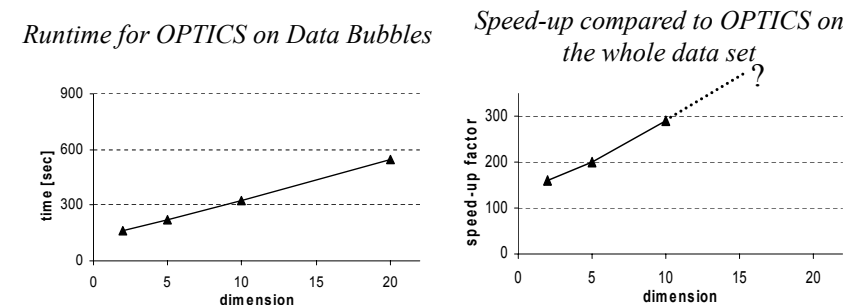 Runtime for OPTICS on Data Bubbles
900
600
300
0
time [sec]
0 5 10 15 20
dimension
Speed-up compared to OPTICS on
the whole data set
?
300
200
100
0
speed-up factor
0 5 10 15 20
dimension